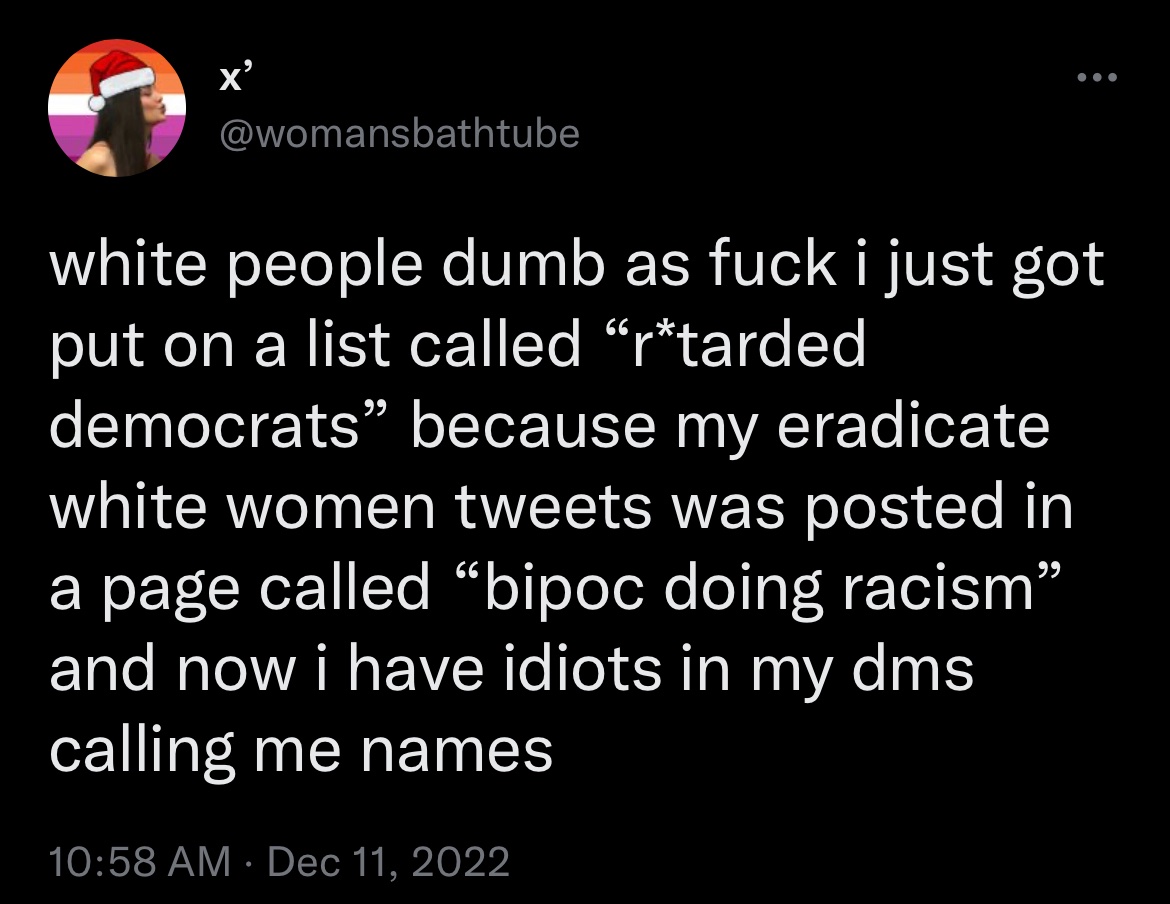 x’
@womansbathtube
white people dumb as fuck i just got
put on a list called “r*tarded
democrats” because my eradicate
white women tweets was posted in
a page called “bipoc doing racism”
and now i have idiots in my dms
calling me names
10:58 AM · Dec 11, 2022